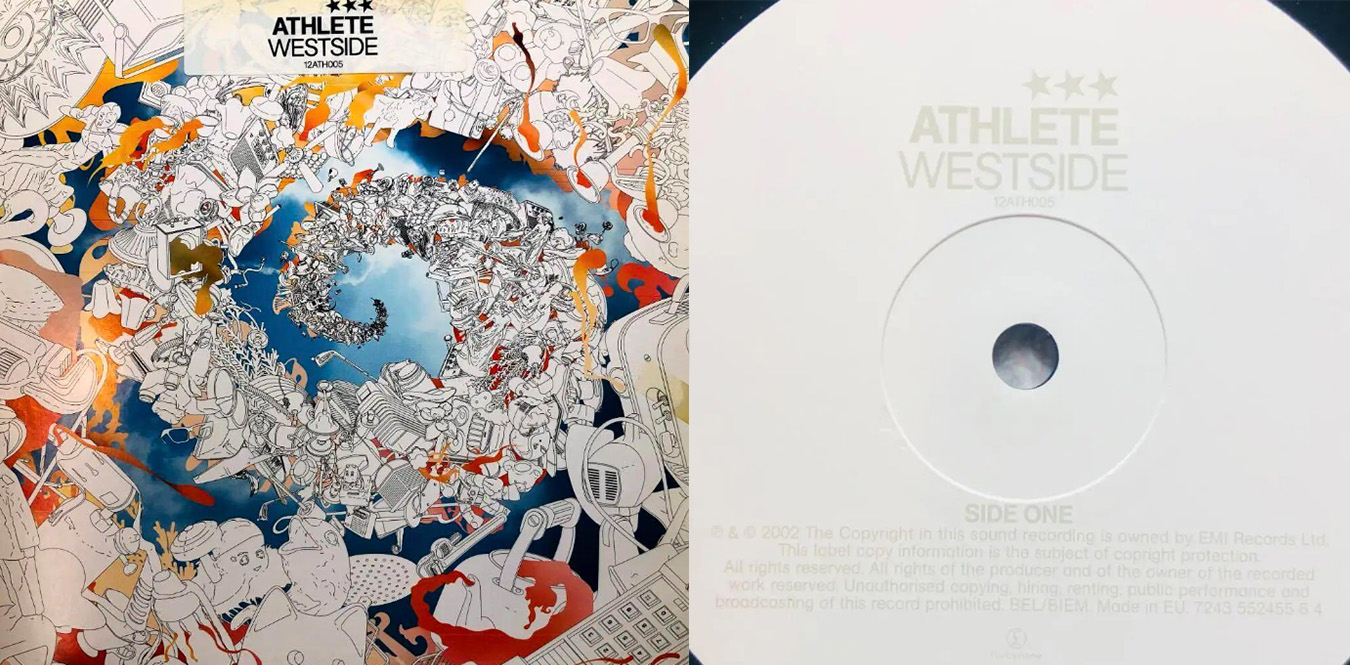 ATHLETE
WESTSIDE
12ATH005
ATHLETE
WESTSIDE
12ATH005
SIDE ONE
℗ & © 2002 The Copyright in this sound recording is owned by EMI Records Ltd.
This label copy information is the subject of copright protection.
All rights reserved. All rights of the producer and of the owner of the recorded
work reserved. Unauthorised copying, hiring, renting, public performance and
broadcasting of this record prohibited. BEL/BIEM. Made in EU. 7243 552455 6 4